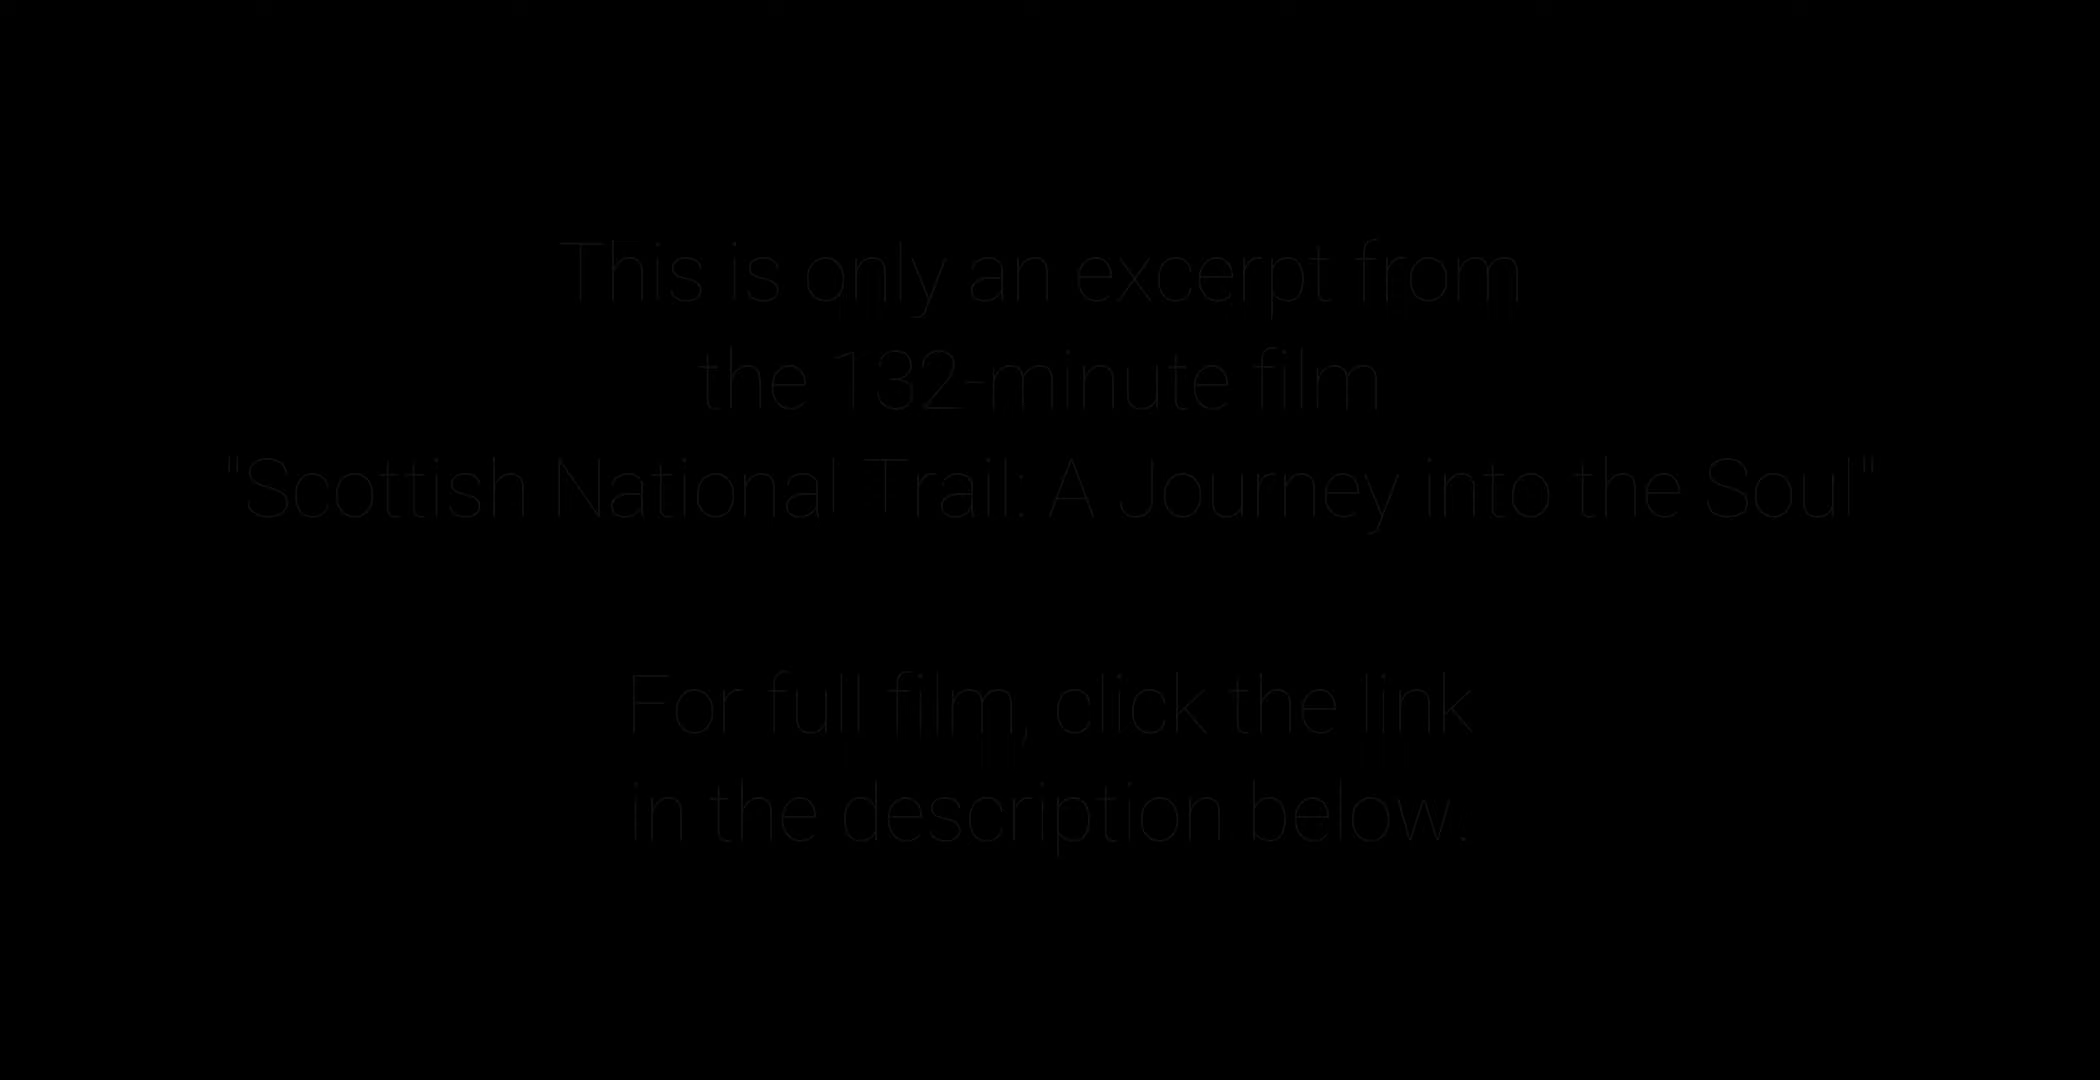 This is only an excerpt from
the 132-minute film
"Scottish National Trail: A Journey into the Soul"
For full film, click the link
in the description below.